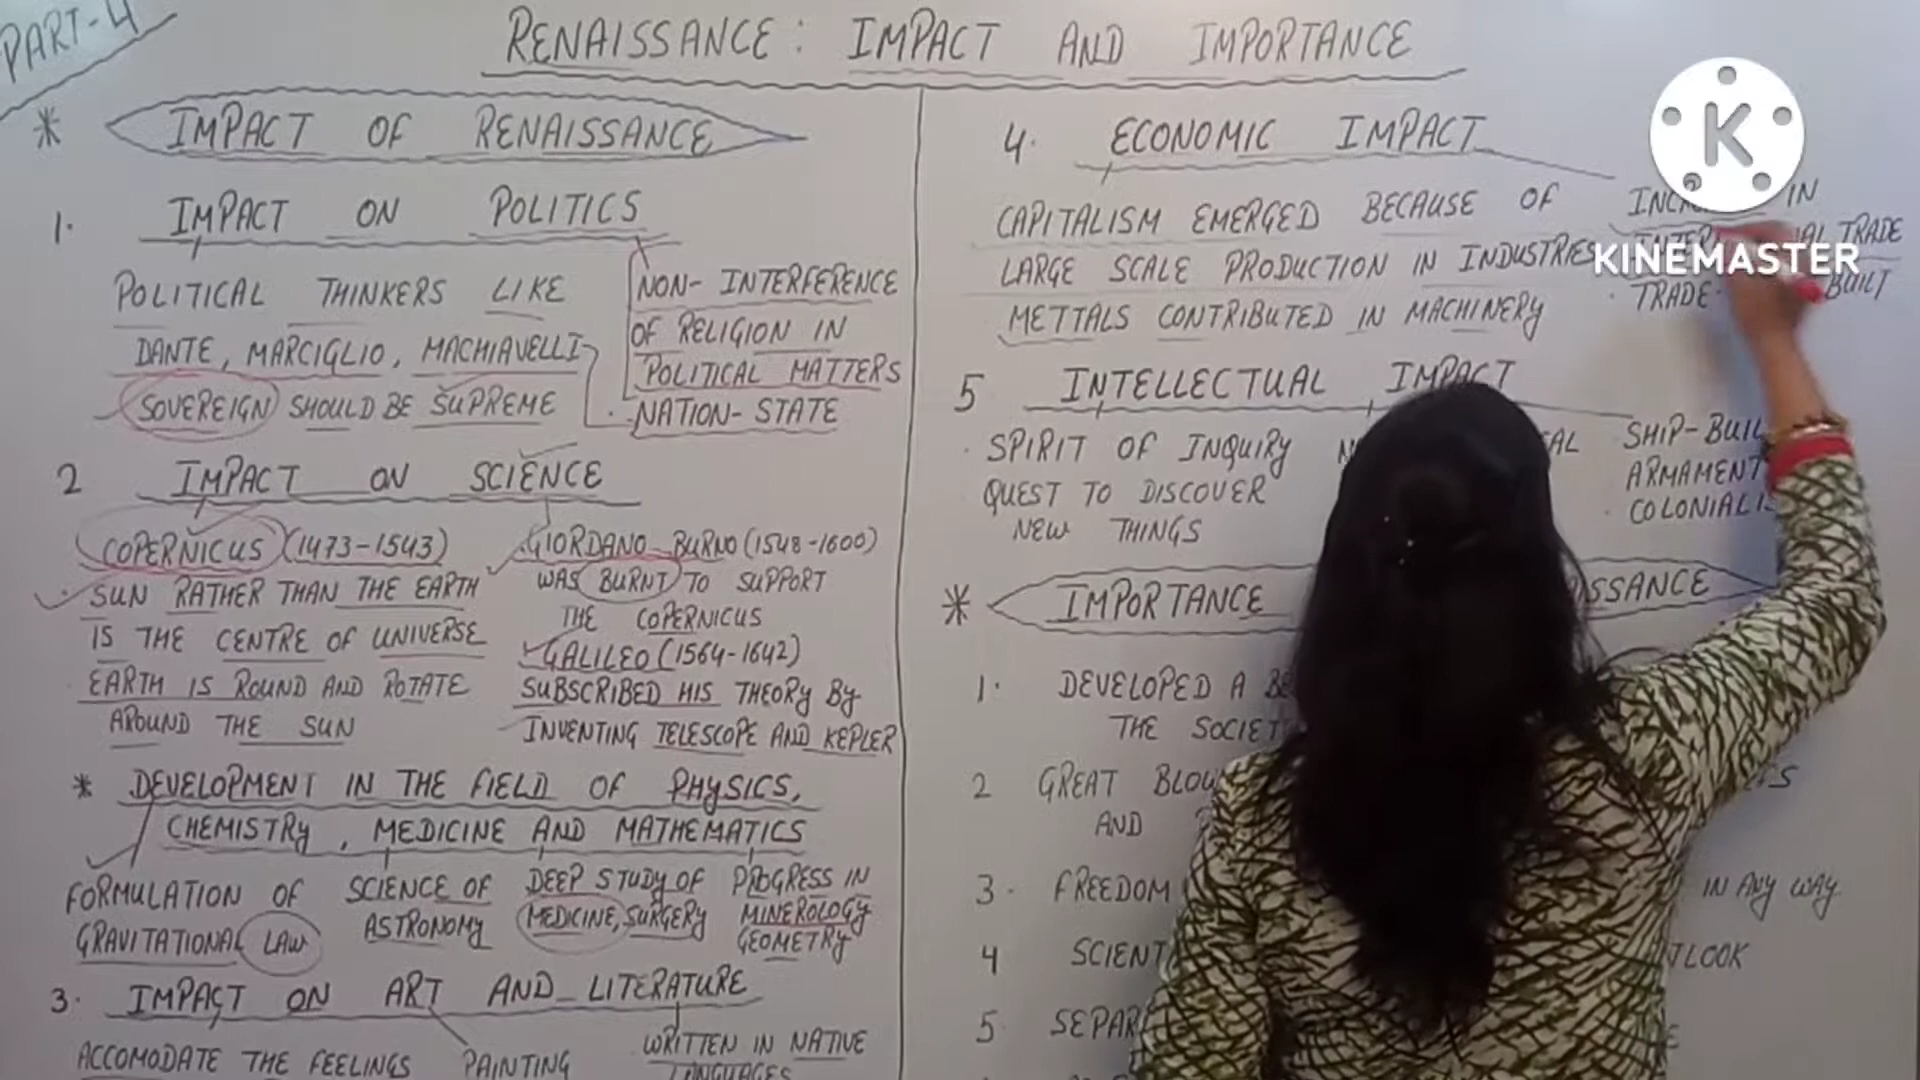 PART-4
RENAISSANCE: IMPACT AND IMPORTANCE
* IMPACT OF RENAISSANCE
1. IMPACT ON POLITICS
POLITICAL THINKERS LIKE
DANTE, MARCIGLIO, MACHIAVELLI
SOVEREIGN SHOULD BE SUPREME
NON-INTERFERENCE
OF RELIGION IN
POLITICAL MATTERS
NATION-STATE
2 IMPACT ON SCIENCE
COPERNICUS (1473-1543)
SUN RATHER THAN THE EARTH
IS THE CENTRE OF UNIVERSE
EARTH IS ROUND AND ROTATE
AROUND THE SUN
GIORDANO BURNO (1548-1600)
WAS BURNT TO SUPPORT
THE COPERNICUS
GALILEO (1564-1642)
SUBSCRIBED HIS THEORY BY
INVENTING TELESCOPE AND KEPLER
* DEVELOPMENT IN THE FIELD OF PHYSICS,
CHEMISTRY, MEDICINE AND MATHEMATICS
FORMULATION OF
GRAVITATIONAL LAW
SCIENCE OF
ASTRONOMY
DEEP STUDY OF
MEDICINE, SURGERY
PROGRESS IN
MINEROLOGY
GEOMETRY
3. IMPACT ON ART AND LITERATURE
ACCOMODATE THE FEELINGS
PAINTING
WRITTEN IN NATIVE
LANGUAGES
4. ECONOMIC IMPACT
CAPITALISM EMERGED BECAUSE OF
LARGE SCALE PRODUCTION IN INDUSTRIES
METTALS CONTRIBUTED IN MACHINERY
IN
TRADE
TRADE BUILT
K
KINEMASTER
5 INTELLECTUAL IMPACT
SPIRIT OF INQUIRY
QUEST TO DISCOVER
NEW THINGS
SHIP-BUIL
ARMAMENT
COLONIALI
* IMPORTANCE
1. DEVELOPED A
THE SOCIET
2 GREAT BLOW
AND
3. FREEDOM IN ANY WAY
4 SCIENT
5 SEPAR